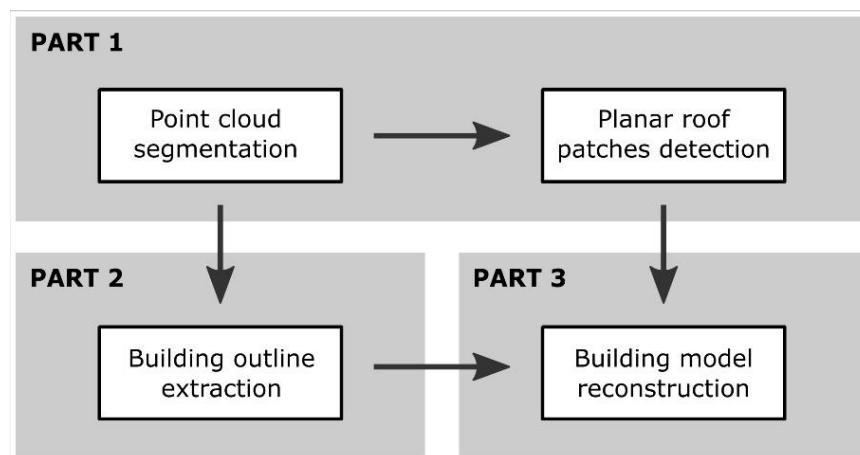 PART 1
Point cloud
segmentation
Planar roof
patches detection
PART 2
Building outline
extraction
PART 3
Building model
reconstruction